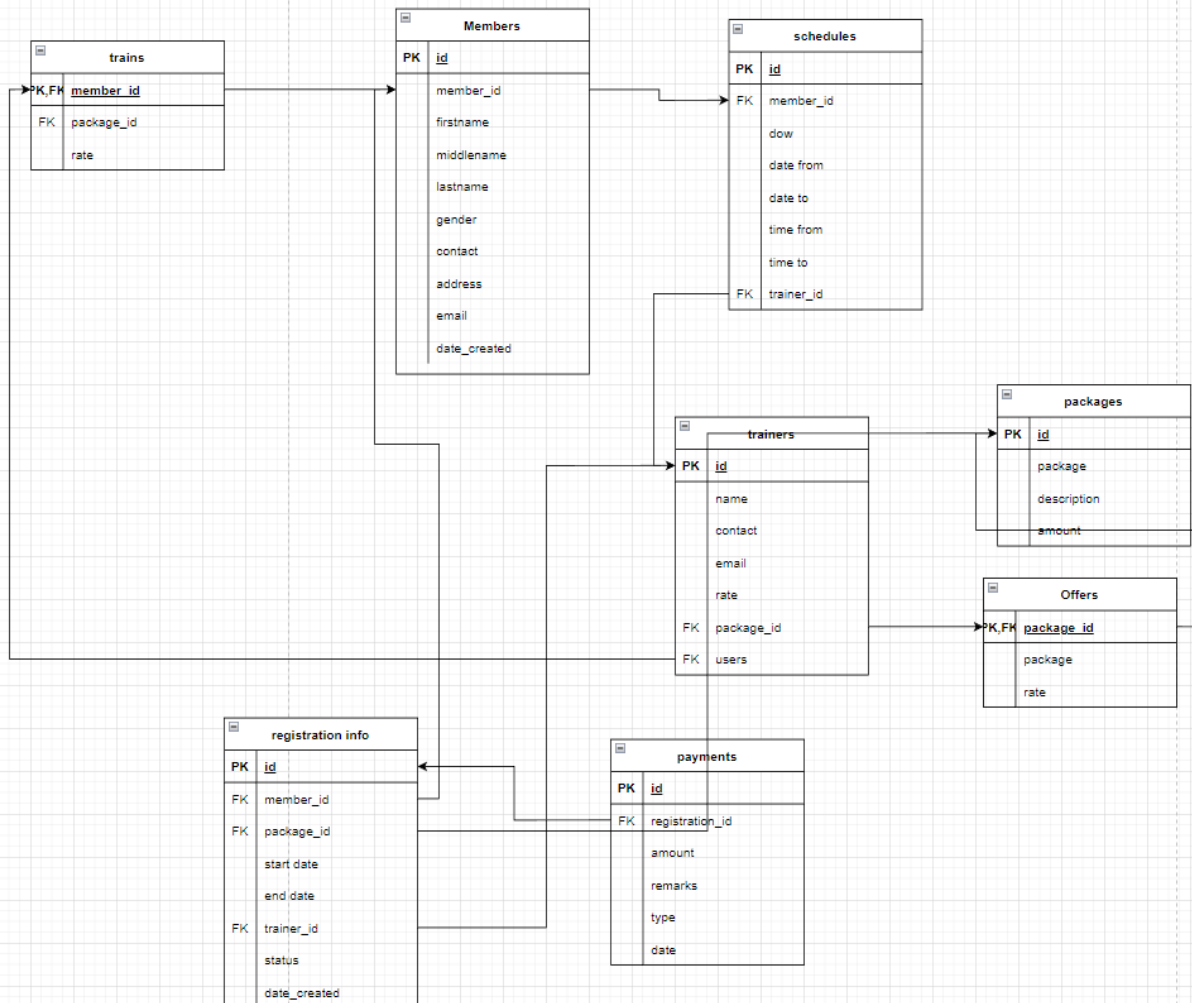 trains
PK,FK member_id
FK package_id
rate
Members
PK id
member_id
firstname
middlename
lastname
gender
contact
address
email
date_created
schedules
PK id
FK member_id
dow
date from
date to
time from
time to
FK trainer_id
trainers
PK id
name
contact
email
rate
FK package_id
FK users
packages
PK id
package
description
amount
Offers
PK,FK package_id
package
rate
registration info
PK id
FK member_id
FK package_id
start date
end date
FK trainer_id
status
date_created
payments
PK id
FK registration_id
amount
remarks
type
date